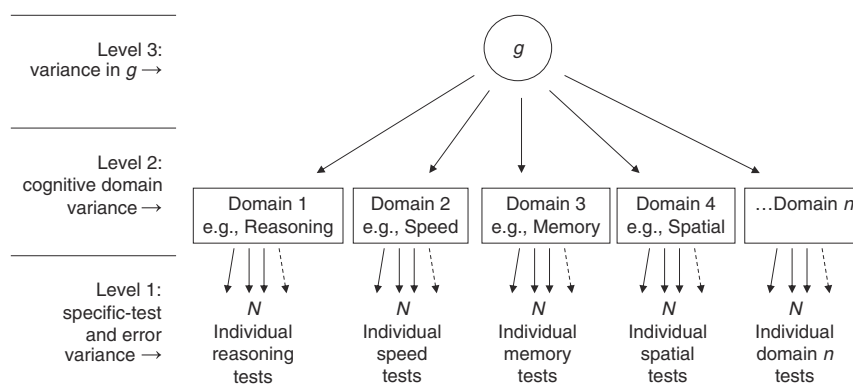 Level 3:
variance in g →
g
Level 2:
cognitive domain
variance →
Domain 1
e.g., Reasoning
Domain 2
e.g., Speed
Domain 3
e.g., Memory
Domain 4
e.g., Spatial
...Domain n
Level 1:
specific-test
and error
variance →
N
Individual
reasoning
tests
N
Individual
speed
tests
N
Individual
memory
tests
N
Individual
spatial
tests
N
Individual
domain n
tests